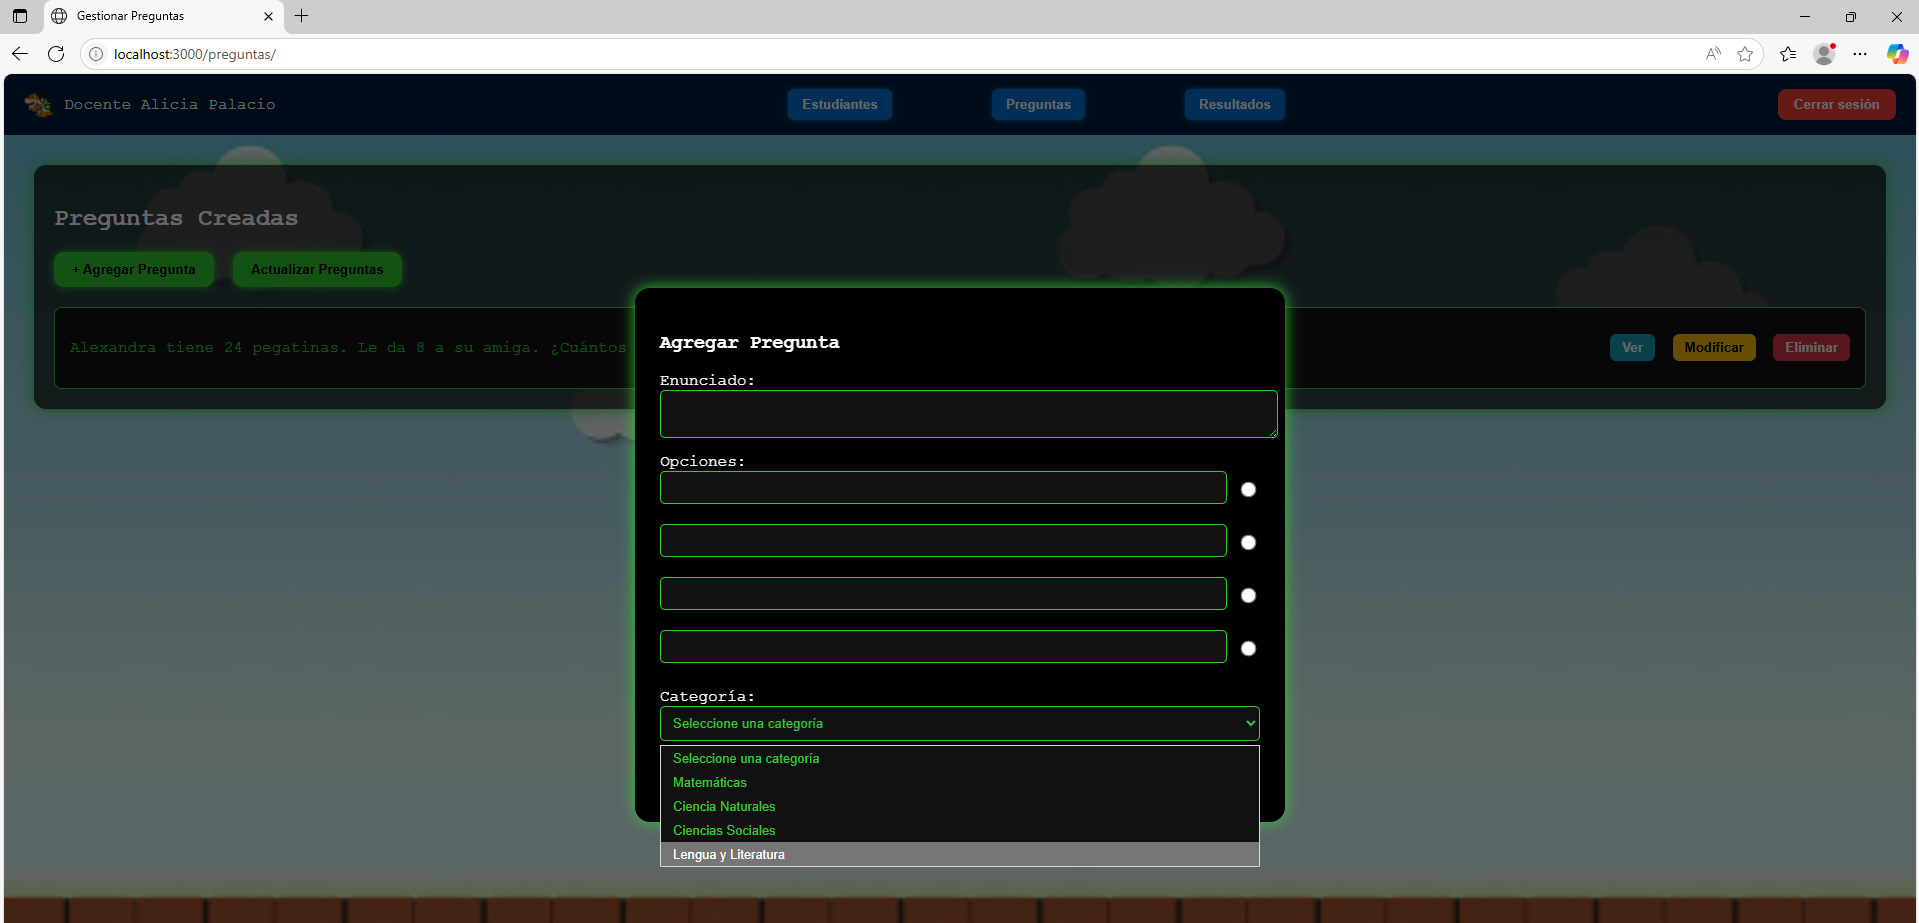 Gestionar Preguntas
localhost:3000/preguntas/
Docente Alicia Palacio
Estudiantes
Preguntas
Resultados
Cerrar sesión
Preguntas Creadas
+ Agregar Pregunta
Actualizar Preguntas
Alexandra tiene 24 pegatinas. Le da 8 a su amiga. ¿Cuántos
Ver
Modificar
Eliminar
Agregar Pregunta
Enunciado:
Opciones:
Categoría:
Seleccione una categoría
Seleccione una categoría
Matemáticas
Ciencia Naturales
Ciencias Sociales
Lengua y Literatura